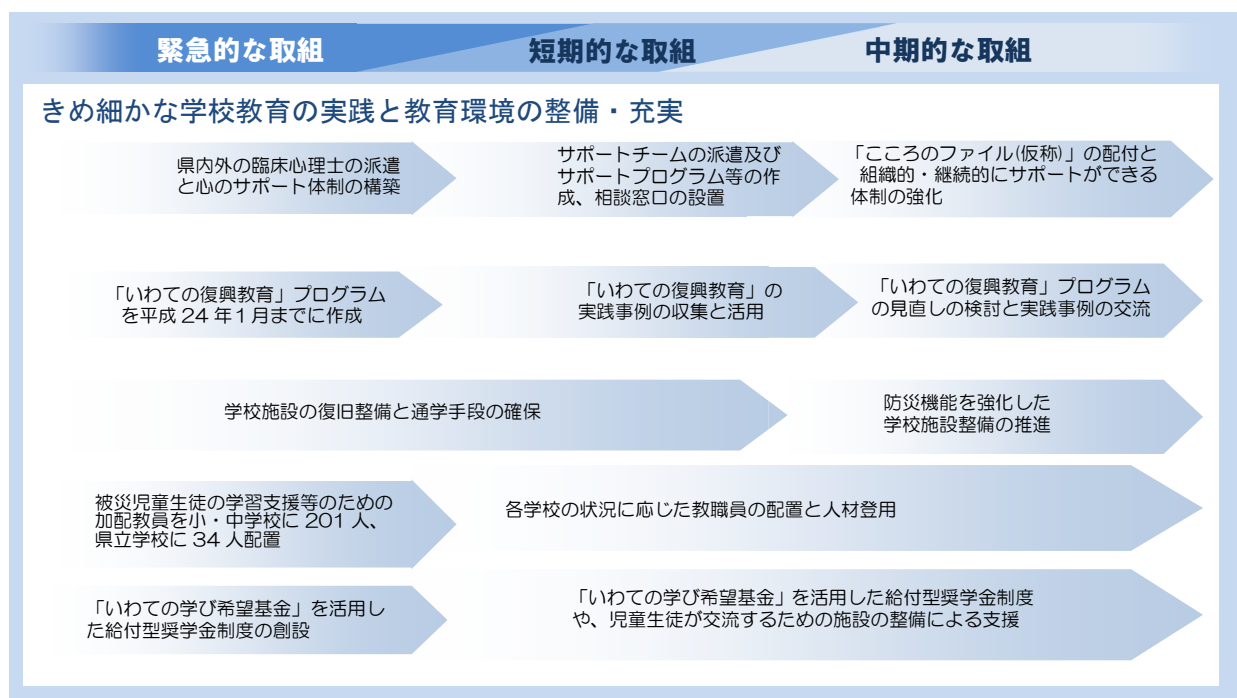 緊急的な取組
短期的な取組
中期的な取組
きめ細かな学校教育の実践と教育環境の整備・充実
県内外の臨床心理士の派遣
と心のサポート体制の構築
サポートチームの派遣及び
サポートプログラム等の作
成、相談窓口の設置
「こころのファイル(仮称)」の配付と
組織的・継続的にサポートができる
体制の強化
「いわての復興教育」プログラム
を平成 24 年1月までに作成
「いわての復興教育」の
実践事例の収集と活用
「いわての復興教育」プログラム
の見直しの検討と実践事例の交流
学校施設の復旧整備と通学手段の確保
防災機能を強化した
学校施設整備の推進
被災児童生徒の学習支援等のための
加配教員を小・中学校に 201 人、
県立学校に 34 人配置
各学校の状況に応じた教職員の配置と人材登用
「いわての学び希望基金」を活用し
た給付型奨学金制度の創設
「いわての学び希望基金」を活用した給付型奨学金制度
や、児童生徒が交流するための施設の整備による支援